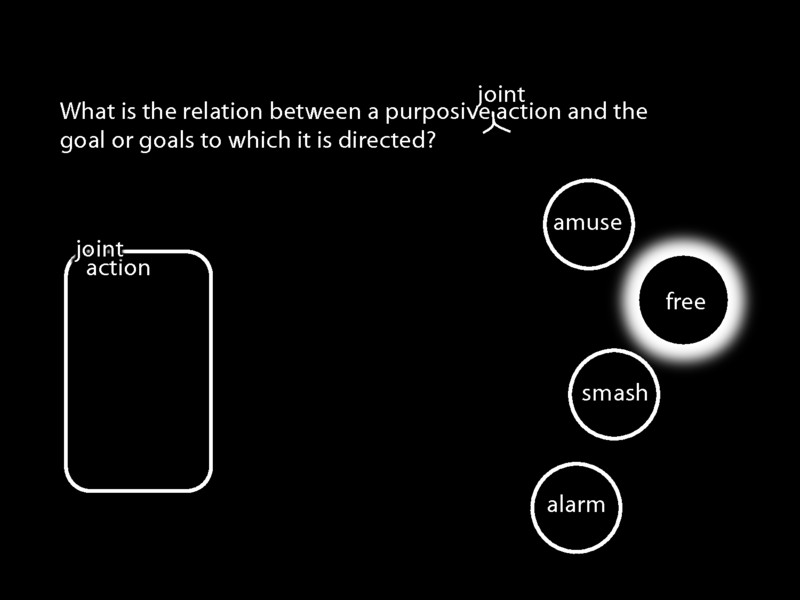 joint
What is the relation between a purposive action and the
goal or goals to which it is directed?
amuse
joint
action
free
smash
alarm